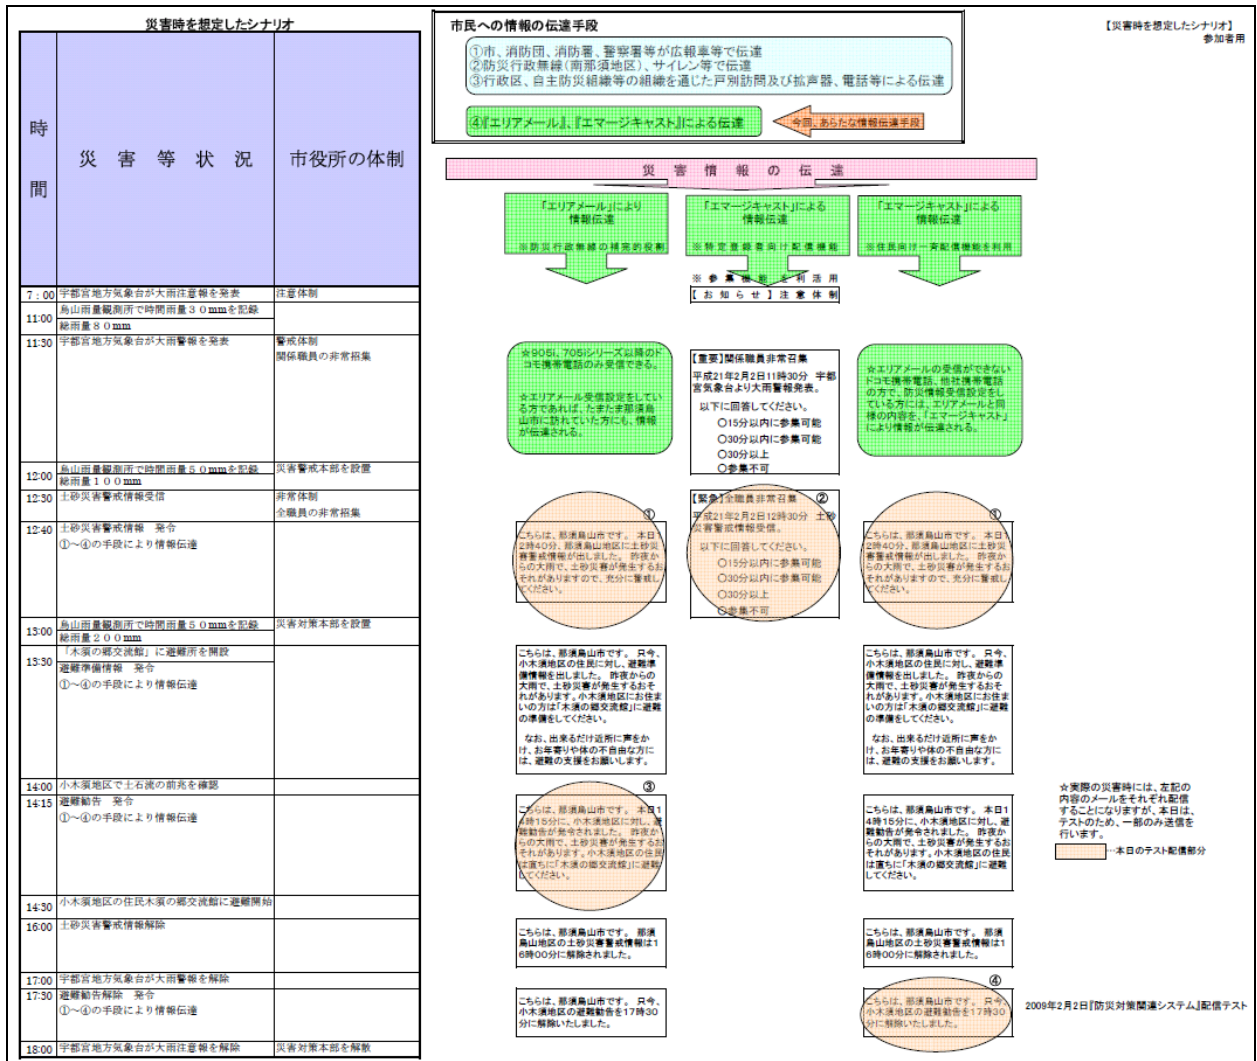 災害時を想定したシナリオ
時間
災害等状況
市役所の体制
7:00 宇都宮地方気象台が大雨注意報を発表 注意体制
11:00 烏山雨量観測所で時間雨量30mmを記録
総雨量80mm
11:30 宇都宮地方気象台が大雨警報を発表 警戒体制
関係職員の非常招集
12:00 烏山雨量観測所で時間雨量50mmを記録 災害警戒本部を設置
総雨量100mm
12:30 土砂災害警戒情報受信 非常体制
全職員の非常招集
12:40 土砂災害警戒情報 発令
①~④の手段により情報伝達
13:00 烏山雨量観測所で時間雨量50mmを記録 災害対策本部を設置
総雨量200mm
13:30 「木須の郷交流館」に避難所を開設
避難準備情報 発令
①~④の手段により情報伝達
14:00 小木須地区で土石流の前兆を確認
14:15 避難勧告 発令
①~④の手段により情報伝達
14:30 小木須地区の住民木須の郷交流館に避難開始
16:00 土砂災害警戒情報解除
17:00 宇都宮地方気象台が大雨警報を解除
17:30 避難勧告解除 発令
①~④の手段により情報伝達
18:00 宇都宮地方気象台が大雨注意報を解除 災害対策本部を解散
市民への情報の伝達手段
①市、消防団、消防署、警察署等が広報車等で伝達
②防災行政無線(南那須地区)、サイレン等で伝達
③行政区、自主防災組織等の組織を通じた戸別訪問及び拡声器、電話等による伝達
④『エリアメール』、『エマージキャスト』による伝達
今回、あらたな情報伝達手段
【災害時を想定したシナリオ】
参加者用
災害情報の伝達
「エリアメール」により
情報伝達
※防災行政無線の補完的役割
「エマージキャスト」による
情報伝達
※特定登録者向け配信機能
「エマージキャスト」による
情報伝達
※住民向け一斉配信機能を利用
※参集機能を利活用
【お知らせ】注意体制
☆905i、705iシリーズ以降のド
コモ携帯電話のみ受信できる。
☆エリアメール受信設定をしてい
る方であれば、たまたま那須烏
山市に訪れていた方にも、情報
が伝達される。
【重要】関係職員非常召集
平成21年2月2日11時30分 宇都
宮気象台より大雨警報発表。
以下に回答してください。
○15分以内に参集可能
○30分以内に参集可能
○30分以上
○参集不可
☆エリアメールの受信ができない
ドコモ携帯電話、他社携帯電話
の方で、防災情報受信設定をし
ている方には、エリアメールと同
様の内容を、「エマージキャスト」
により情報が伝達される。
①
こちらは、那須烏山市です。 本日1
2時40分、那須烏山地区に土砂災
害警戒情報が出しました。 昨夜か
らの大雨で、土砂災害が発生するお
それがありますので、充分に警戒し
てください。
【緊急】全職員非常召集 ②
平成21年2月2日12時30分 土砂
災害警戒情報受信。
以下に回答してください。
○15分以内に参集可能
○30分以内に参集可能
○30分以上
○参集不可
①
こちらは、那須烏山市です。 本日1
2時40分、那須烏山地区に土砂災
害警戒情報が出しました。 昨夜か
らの大雨で、土砂災害が発生するお
それがありますので、充分に警戒し
てください。
こちらは、那須烏山市です。 只今、
小木須地区の住民に対し、避難準
備情報を出しました。 昨夜からの
大雨で、土砂災害が発生するおそ
れがあります。小木須地区にお住ま
いの方は「木須の郷交流館」に避難
の準備をしてください。
なお、出来るだけ近所に声をか
け、お年寄りや体の不自由な方に
は、避難の支援をお願いします。
こちらは、那須烏山市です。 只今、
小木須地区の住民に対し、避難準
備情報を出しました。 昨夜からの
大雨で、土砂災害が発生するおそ
れがあります。小木須地区にお住ま
いの方は「木須の郷交流館」に避難
の準備をしてください。
なお、出来るだけ近所に声をか
け、お年寄りや体の不自由な方に
は、避難の支援をお願いします。
③
こちらは、那須烏山市です。 本日1
4時15分に、小木須地区に対し、避
難勧告が発令されました。 昨夜か
らの大雨で、土砂災害が発生するお
それがあります。小木須地区の住民
は直ちに「木須の郷交流館」に避難
してください。
こちらは、那須烏山市です。 本日1
4時15分に、小木須地区に対し、避
難勧告が発令されました。 昨夜か
らの大雨で、土砂災害が発生するお
それがあります。小木須地区の住民
は直ちに「木須の郷交流館」に避難
してください。
☆実際の災害時には、左記の
内容のメールをそれぞれ配信
することになりますが、本日は、
テストのため、一部のみ送信を
行います。
…本日のテスト配信部分
こちらは、那須烏山市です。 那須
烏山地区の土砂災害警戒情報は1
6時00分に解除されました。
こちらは、那須烏山市です。 那須
烏山地区の土砂災害警戒情報は1
6時00分に解除されました。
こちらは、那須烏山市です。 只今、
小木須地区の避難勧告を17時30
分に解除いたしました。
④
こちらは、那須烏山市です。 只今、
小木須地区の避難勧告を17時30
分に解除いたしました。
2009年2月2日『防災対策関連システム』配信テスト